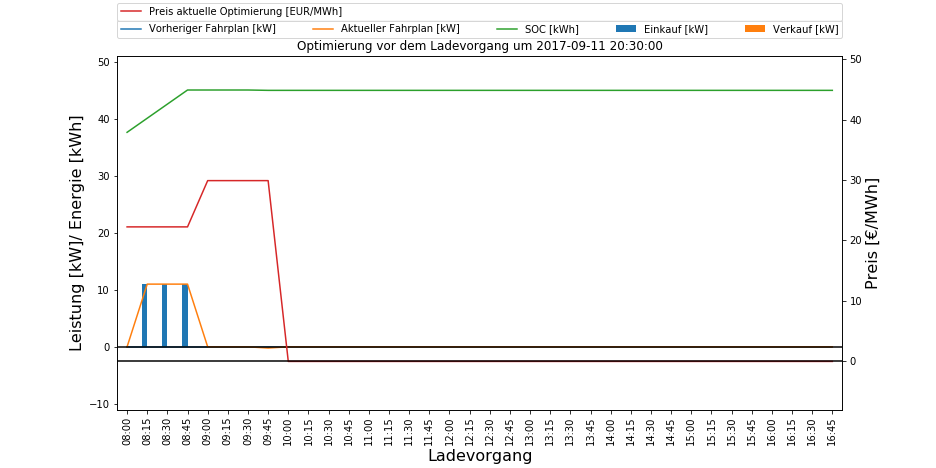 Preis aktuelle Optimierung [EUR/MWh]
Vorheriger Fahrplan [kW] Aktueller Fahrplan [kW] SOC [kWh] Einkauf [kW] Verkauf [kW]
Optimierung vor dem Ladevorgang um 2017-09-11 20:30:00
Leistung [kW]/ Energie [kWh]
50
40
30
20
10
0
−10
50
40
30
20
10
0
Preis [€/MWh]
08:00 08:15 08:30 08:45 09:00 09:15 09:30 09:45 10:00 10:15 10:30 10:45 11:00 11:15 11:30 11:45 12:00 12:15 12:30 12:45 13:00 13:15 13:30 13:45 14:00 14:15 14:30 14:45 15:00 15:15 15:30 15:45 16:00 16:15 16:30 16:45
Ladevorgang